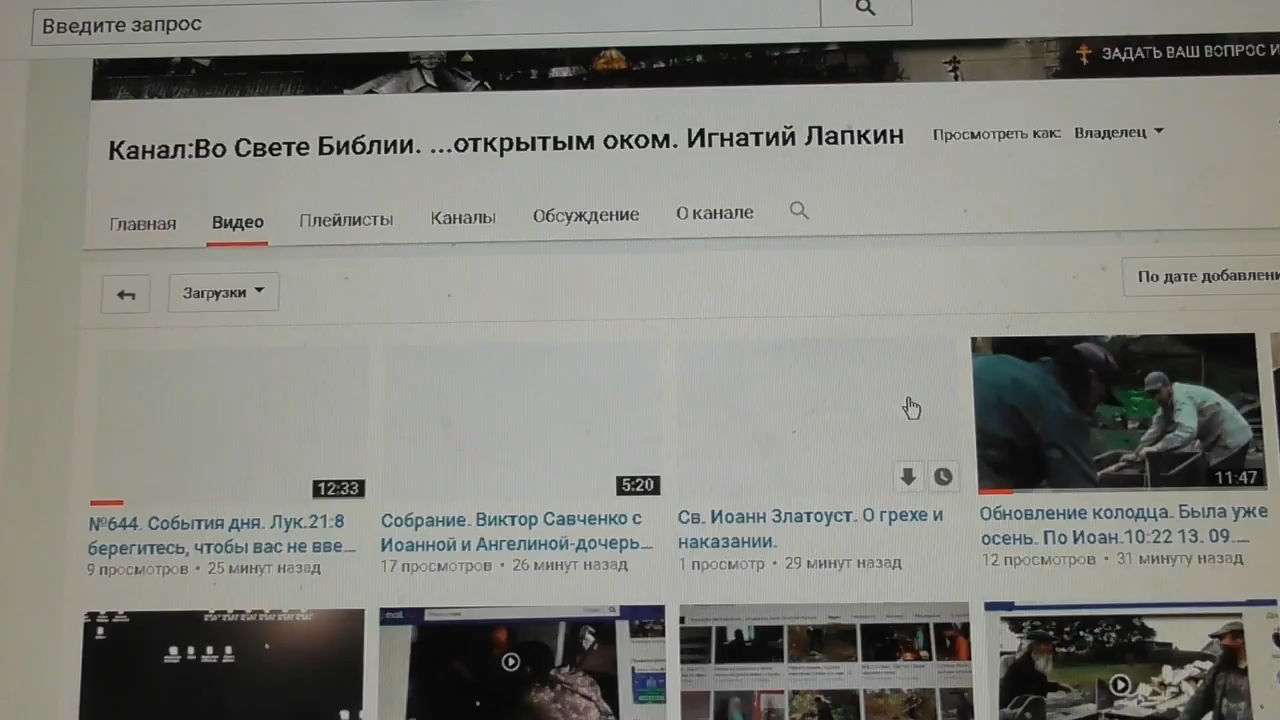 Введите запрос
ЗАДАТЬ ВАШ ВОПРОС И
Канал:Во Свете Библии. ...открытым оком. Игнатий Лапкин
Просмотреть как: Владелец
Главная Видео Плейлисты Каналы Обсуждение О канале
Загрузки
По дате добавлени
12:33
5:20
11:47
№644. События дня. Лук.21:8
берегитесь, чтобы вас не вве...
9 просмотров • 25 минут назад
Собрание. Виктор Савченко с
Иоанной и Ангелиной-дочерь...
17 просмотров • 26 минут назад
Св. Иоанн Златоуст. О грехе и
наказании.
1 просмотр • 29 минут назад
Обновление колодца. Была уже
осень. По Иоан.10:22 13. 09....
12 просмотров • 31 минуту назад